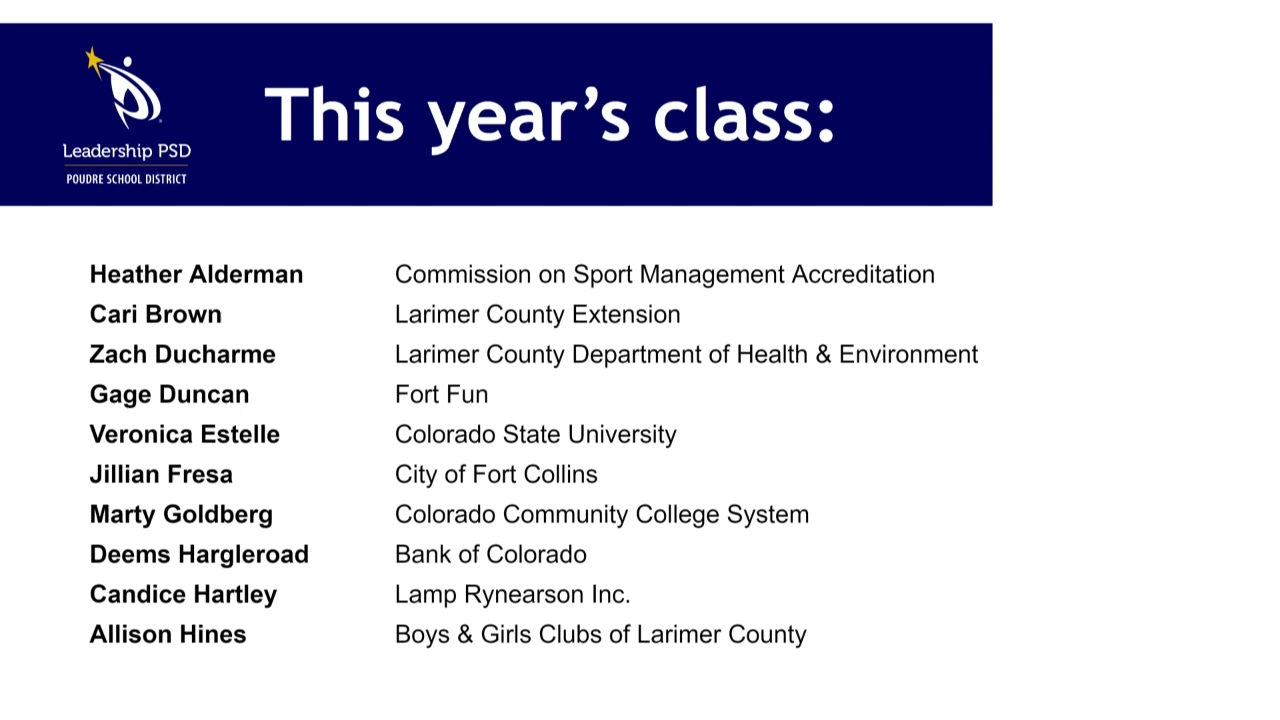 This year’s class:
Leadership PSD
POUDRE SCHOOL DISTRICT
Heather Alderman Commission on Sport Management Accreditation
Cari Brown Larimer County Extension
Zach Ducharme Larimer County Department of Health & Environment
Gage Duncan Fort Fun
Veronica Estelle Colorado State University
Jillian Fresa City of Fort Collins
Marty Goldberg Colorado Community College System
Deems Hargleroad Bank of Colorado
Candice Hartley Lamp Rynearson Inc.
Allison Hines Boys & Girls Clubs of Larimer County